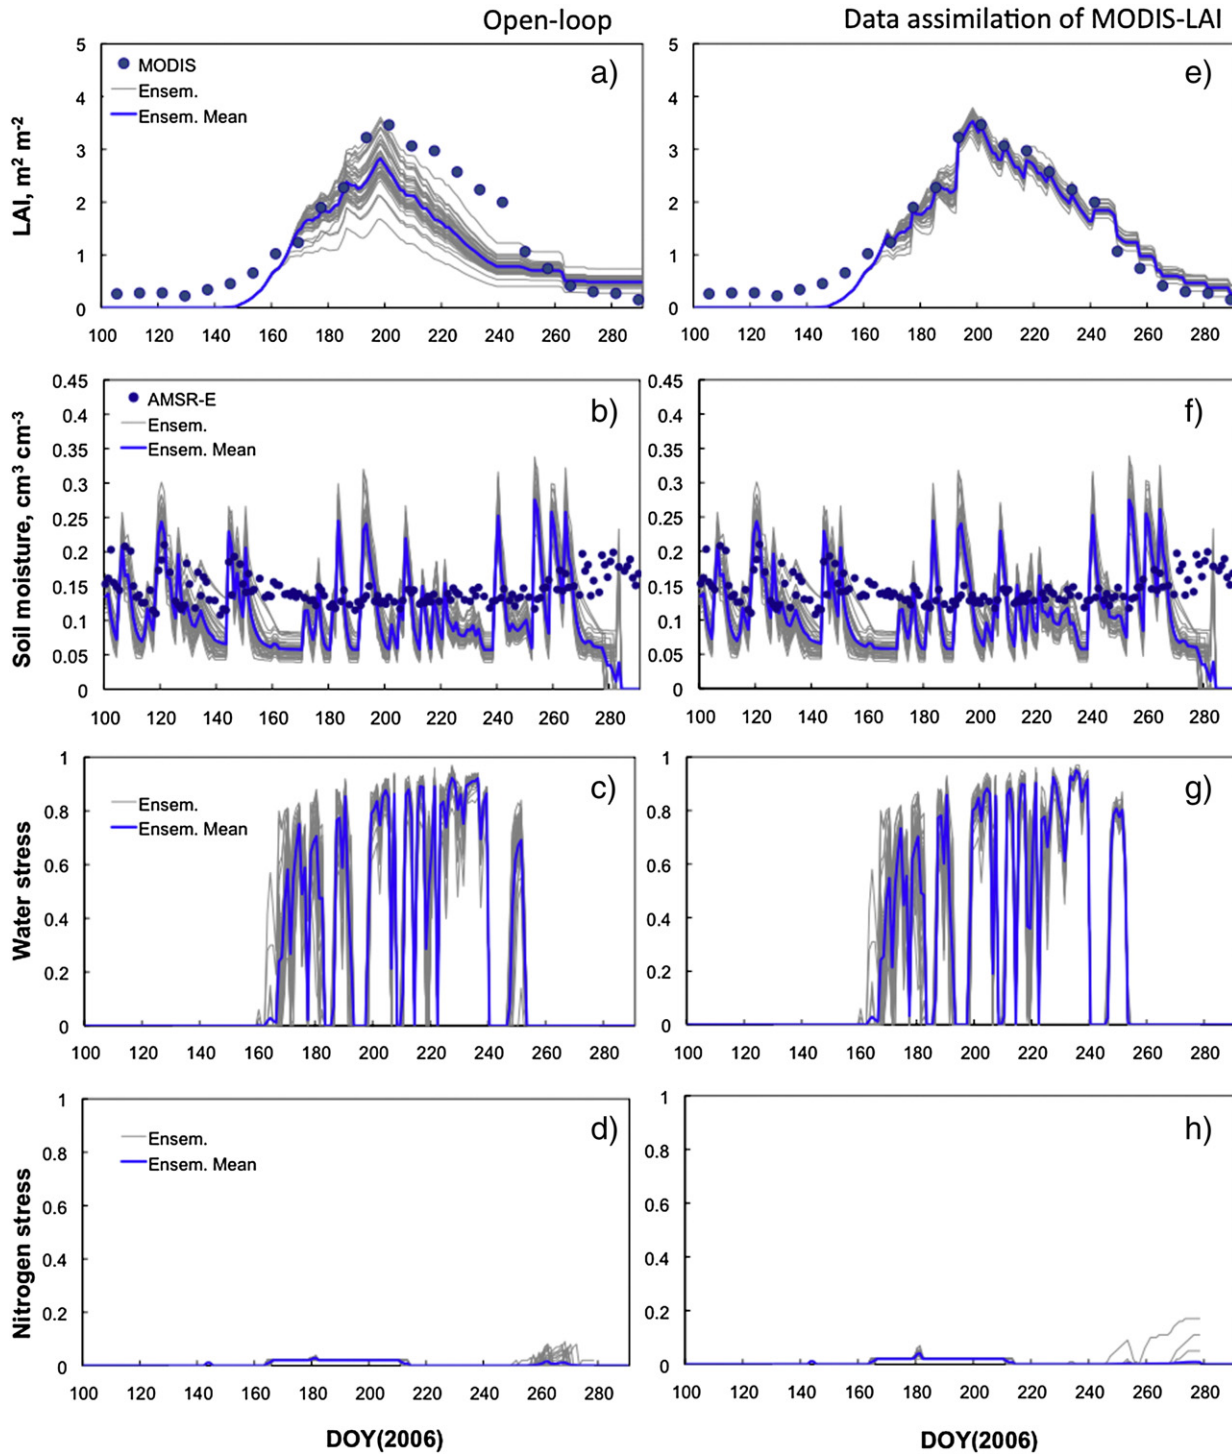 Open-loop
Data assimilation of MODIS-LAI
LAI, m² m⁻²
5
4
3
2
1
0
MODIS
Ensem.
Ensem. Mean
a)
100 120 140 160 180 200 220 240 260 280
5
4
3
2
1
0
e)
100 120 140 160 180 200 220 240 260 280
Soil moisture, cm³ cm⁻³
0.45
0.4
0.35
0.3
0.25
0.2
0.15
0.1
0.05
0
AMSR-E
Ensem.
Ensem. Mean
b)
100 120 140 160 180 200 220 240 260 280
0.45
0.4
0.35
0.3
0.25
0.2
0.15
0.1
0.05
0
f)
100 120 140 160 180 200 220 240 260 280
Water stress
1
0.8
0.6
0.4
0.2
0
Ensem.
Ensem. Mean
c)
100 120 140 160 180 200 220 240 260 280
1
0.8
0.6
0.4
0.2
0
g)
100 120 140 160 180 200 220 240 260 280
Nitrogen stress
1
0.8
0.6
0.4
0.2
0
Ensem.
Ensem. Mean
d)
100 120 140 160 180 200 220 240 260 280
DOY(2006)
1
0.8
0.6
0.4
0.2
0
h)
100 120 140 160 180 200 220 240 260 280
DOY(2006)